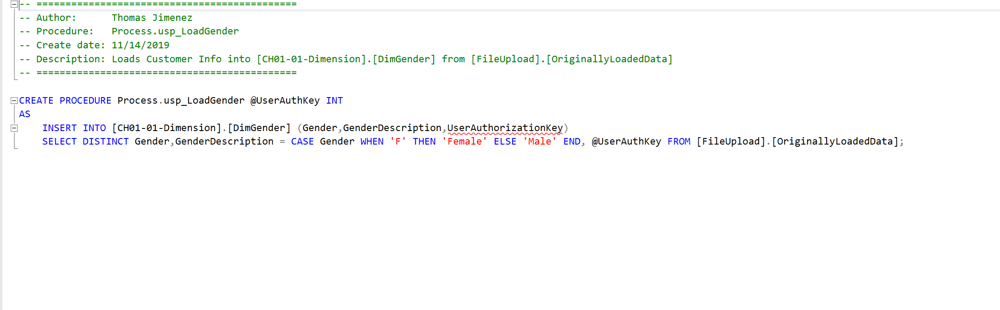 -- =============================================
-- Author:      Thomas Jimenez
-- Procedure:   Process.usp_LoadGender
-- Create date: 11/14/2019
-- Description: Loads Customer Info into [CH01-01-Dimension].[DimGender] from [FileUpload].[OriginallyLoadedData]
-- =============================================
CREATE PROCEDURE Process.usp_LoadGender @UserAuthKey INT
AS
    INSERT INTO [CH01-01-Dimension].[DimGender] (Gender,GenderDescription,UserAuthorizationKey)
    SELECT DISTINCT Gender,GenderDescription = CASE Gender WHEN 'F' THEN 'Female' ELSE 'Male' END, @UserAuthKey FROM [FileUpload].[OriginallyLoadedData];